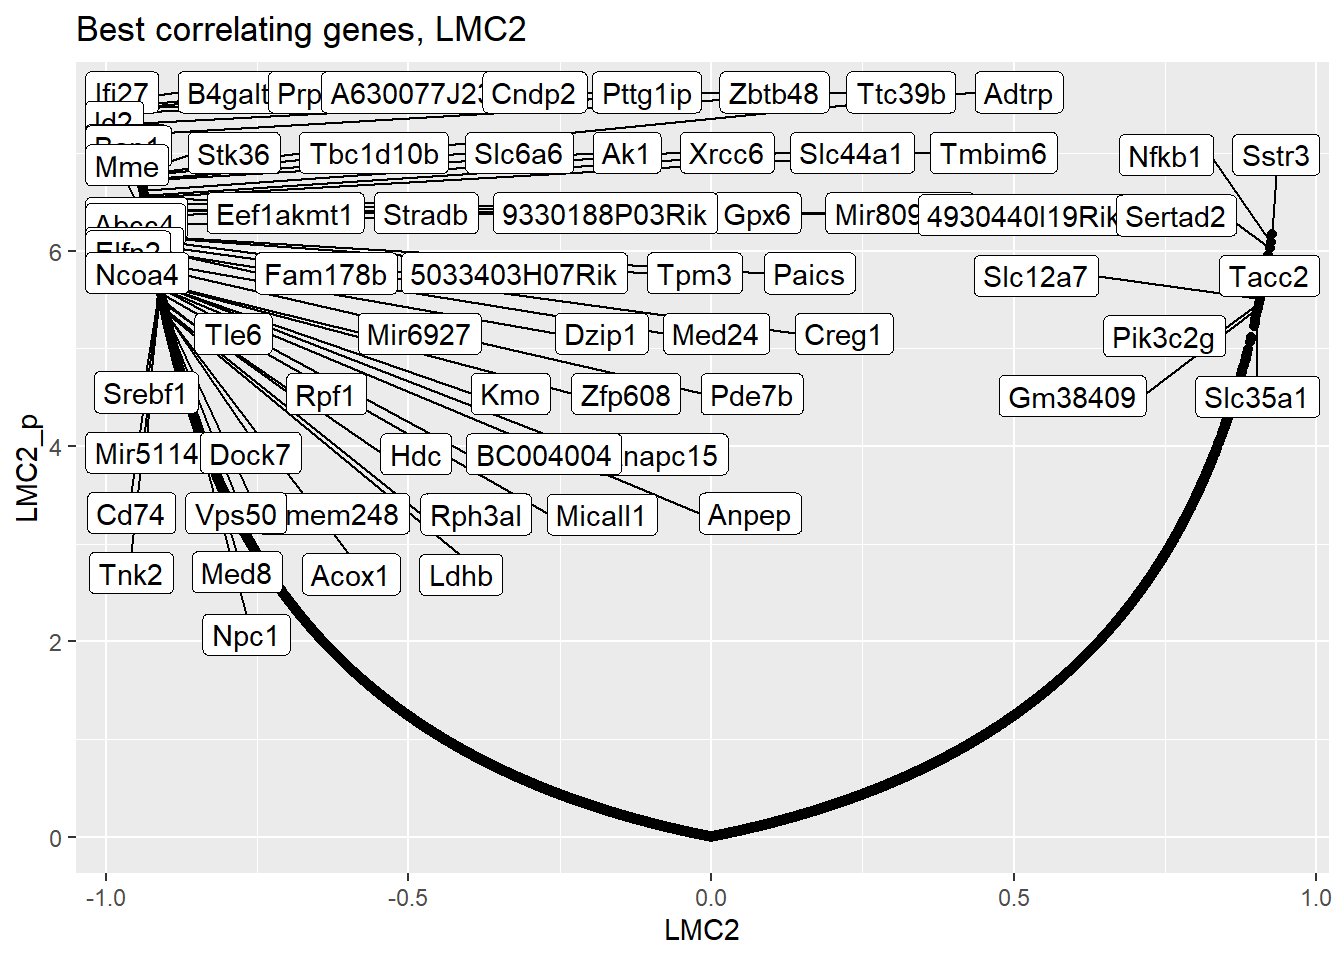 Best correlating genes, LMC2
Ifi27 B4galt Prp A630077J23 Cndp2 Pttg1ip Zbtb48 Ttc39b Adtrp
Id2
Mme Stk36 Tbc1d10b Slc6a6 Ak1 Xrcc6 Slc44a1 Tmbim6 Nfkb1 Sstr3
Abcc4 Eef1akmt1 Stradb 9330188P03Rik Gpx6 Mir809 4930440I19Rik Sertad2
Elfn2
Ncoa4 Fam178b 5033403H07Rik Tpm3 Paics Slc12a7 Tacc2
Tle6 Mir6927 Dzip1 Med24 Creg1 Pik3c2g
Srebf1 Rpf1 Kmo Zfp608 Pde7b Gm38409 Slc35a1
Mir5114 Dock7 Hdc BC004004 napc15
Cd74 Vps50 mem248 Rph3al Micall1 Anpep
Tnk2 Med8 Acox1 Ldhb
Npc1
LMC2_p
6
4
2
0
-1.0 -0.5 0.0 0.5 1.0
LMC2